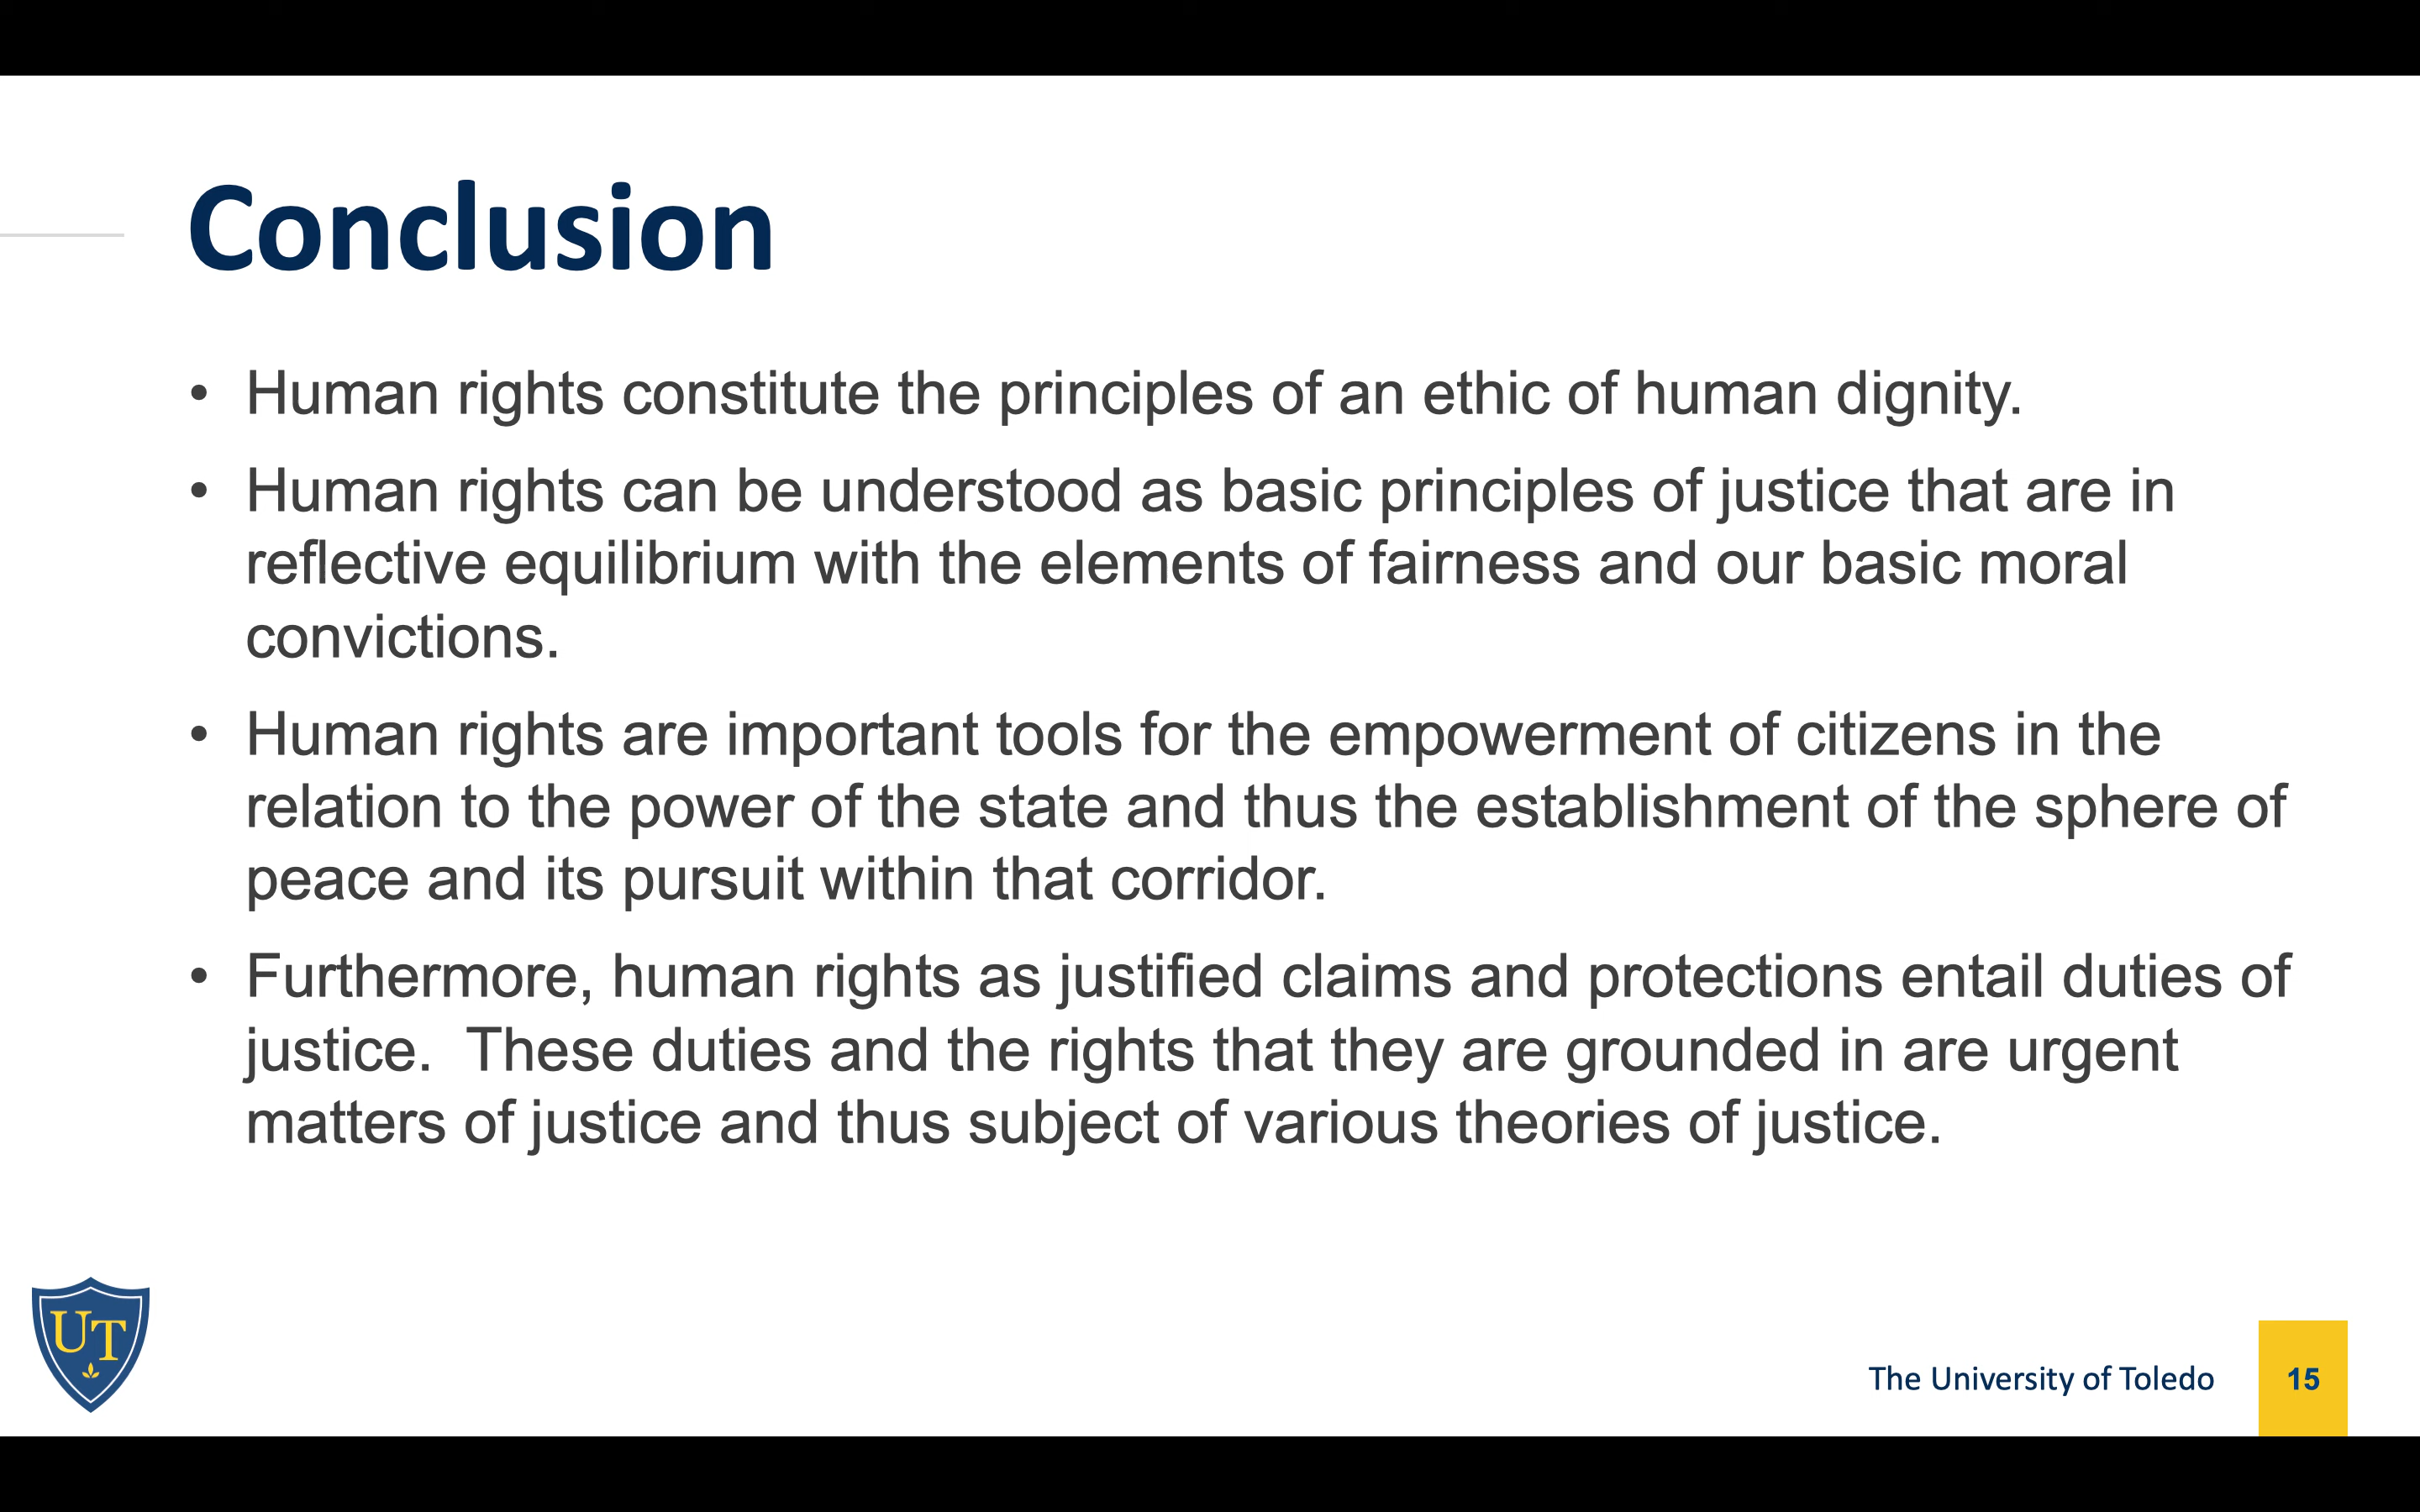 Conclusion
• Human rights constitute the principles of an ethic of human dignity.
• Human rights can be understood as basic principles of justice that are in
reflective equilibrium with the elements of fairness and our basic moral
convictions.
• Human rights are important tools for the empowerment of citizens in the
relation to the power of the state and thus the establishment of the sphere of
peace and its pursuit within that corridor.
• Furthermore, human rights as justified claims and protections entail duties of
justice.  These duties and the rights that they are grounded in are urgent
matters of justice and thus subject of various theories of justice.
UT
The University of Toledo
15